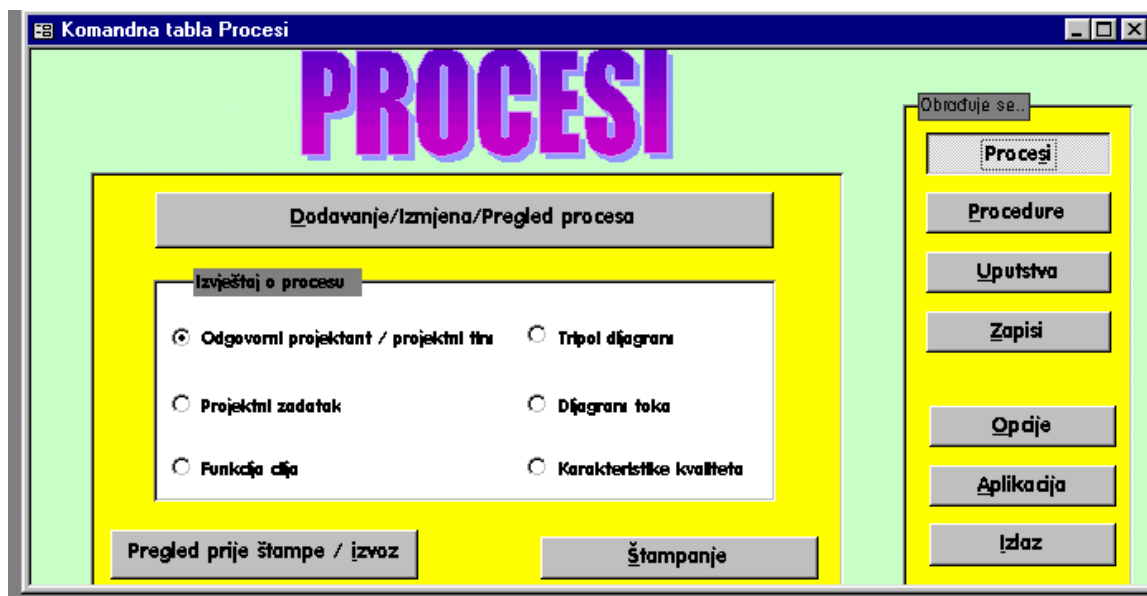 Komandna tabla Procesi
PROCESI
Dodavanje/Izmjena/Pregled procesa
Izvještaj o procesu
Odgovorni projektant / projektni tim
Tripol dijagram
Projektni zadatak
Dijagram toka
Funkcija cilja
Karakteristike kvaliteta
Pregled prije štampe / izvoz
Štampanje
Obrađuje se..
Procesi
Procedure
Uputstva
Zapisi
Opcije
Aplikacija
Izlaz